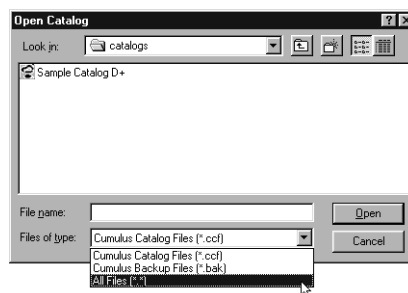 Open Catalog
Look in: catalogs
Sample Catalog D+
File name: Open
Files of type: Cumulus Catalog Files (*.ccf) Cancel
Cumulus Catalog Files (*.ccf)
Cumulus Backup Files (*.bak)
All Files (*.*)